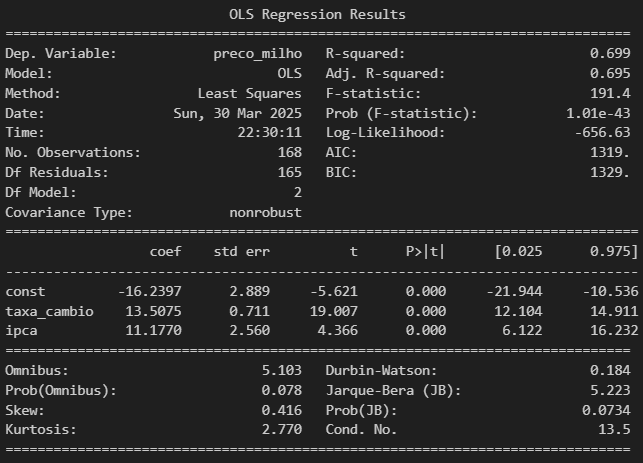 OLS Regression Results
==============================================================================
Dep. Variable:            preco_milho   R-squared:                       0.699
Model:                            OLS   Adj. R-squared:                  0.695
Method:                 Least Squares   F-statistic:                     191.4
Date:                Sun, 30 Mar 2025   Prob (F-statistic):           1.01e-43
Time:                        22:30:11   Log-Likelihood:                -656.63
No. Observations:                 168   AIC:                             1319.
Df Residuals:                     165   BIC:                             1329.
Df Model:                           2
Covariance Type:            nonrobust
===============================================================================
                  coef    std err          t      P>|t|      [0.025      0.975]
-------------------------------------------------------------------------------
const         -16.2397      2.889     -5.621      0.000     -21.944     -10.536
taxa_cambio    13.5075      0.711     19.007      0.000      12.104      14.911
ipca           11.1770      2.560      4.366      0.000       6.122      16.232
==============================================================================
Omnibus:                        5.103   Durbin-Watson:                   0.184
Prob(Omnibus):                  0.078   Jarque-Bera (JB):                5.223
Skew:                           0.416   Prob(JB):                       0.0734
Kurtosis:                       2.770   Cond. No.                         13.5
==============================================================================